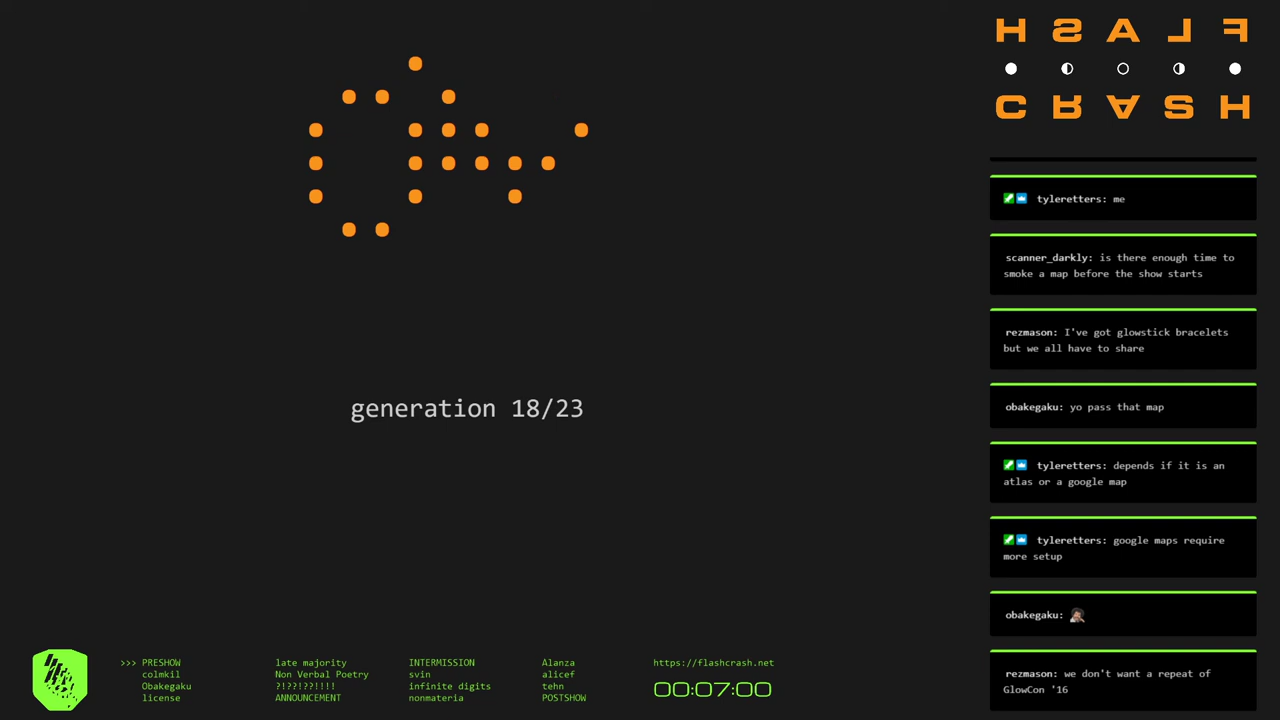 FLASH
CRASH
tyleretters: me
scanner_darkly: is there enough time to
smoke a map before the show starts
rezmason: I've got glowstick bracelets
but we all have to share
obakegaku: yo pass that map
tyleretters: depends if it is an
atlas or a google map
tyleretters: google maps require
more setup
obakegaku:
rezmason: we don't want a repeat of
GlowCon '16
generation 18/23
>>> PRESHOW
colmkil
Obakegaku
license
late majority
Non Verbal Poetry
?!??!??!!!!
ANNOUNCEMENT
INTERMISSION
svin
infinite digits
nonmateria
Alanza
alicef
tehn
POSTSHOW
https://flashcrash.net
00:07:00